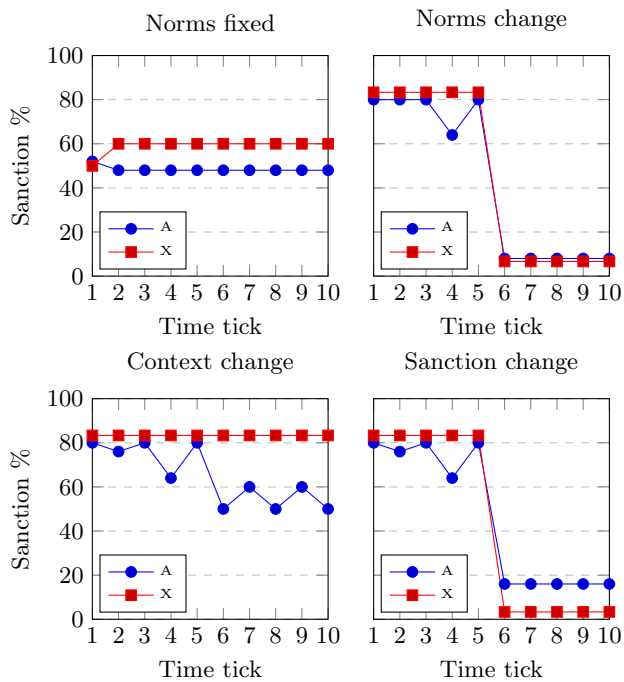 Norms fixed
Norms change
100
80
60
40
20
0
Sanction %
A
X
A
X
1 2 3 4 5 6 7 8 9 10
1 2 3 4 5 6 7 8 9 10
Time tick
Time tick
Context change
Sanction change
100
80
60
40
20
0
Sanction %
A
X
A
X
1 2 3 4 5 6 7 8 9 10
1 2 3 4 5 6 7 8 9 10
Time tick
Time tick